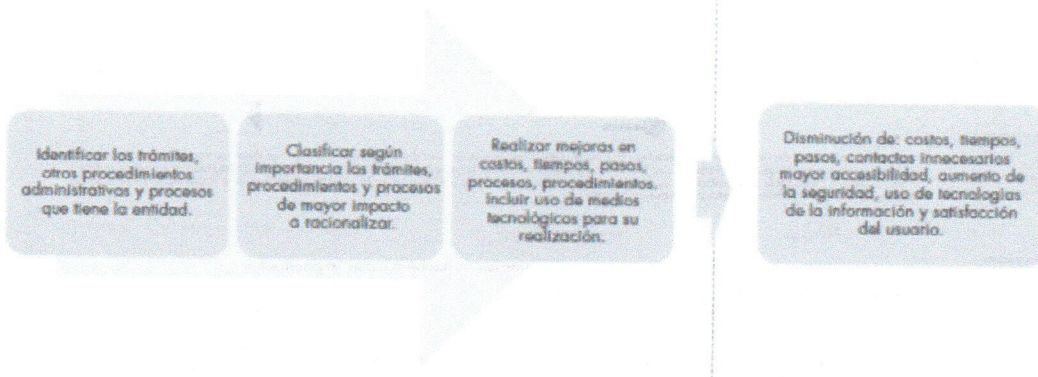 Identificar los trámites,
otros procedimientos
administrativos y procesos
que tiene la entidad.
Clasificar según
importancia los trámites,
procedimientos y procesos
de mayor impacto
a racionalizar.
Realizar mejoras en
costos, tiempos, pasos,
procesos, procedimientos.
Incluir uso de medios
tecnológicos para su
realización.
Disminución de: costos, tiempos,
pasos, contactos innecesarios
mayor accesibilidad, aumento de
la seguridad, uso de tecnologías
de la información y satisfacción
del usuario.